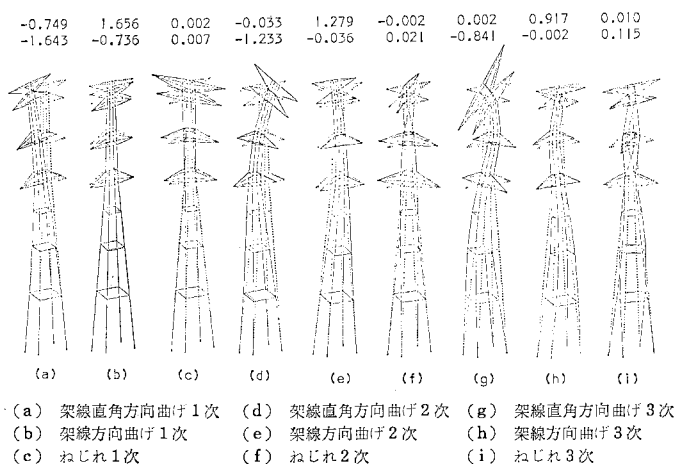 -0.749 1.656 0.002 -0.033 1.279 -0.002 0.002 0.917 0.010
-1.643 -0.736 0.007 -1.233 -0.036 0.021 -0.841 -0.002 0.115
(a) (b) (c) (d) (e) (f) (g) (h) (i)
(a) 架線直角方向曲げ1次 (d) 架線直角方向曲げ2次 (g) 架線直角方向曲げ3次
(b) 架線方向曲げ1次 (e) 架線方向曲げ2次 (h) 架線方向曲げ3次
(c) ねじれ1次 (f) ねじれ2次 (i) ねじれ3次